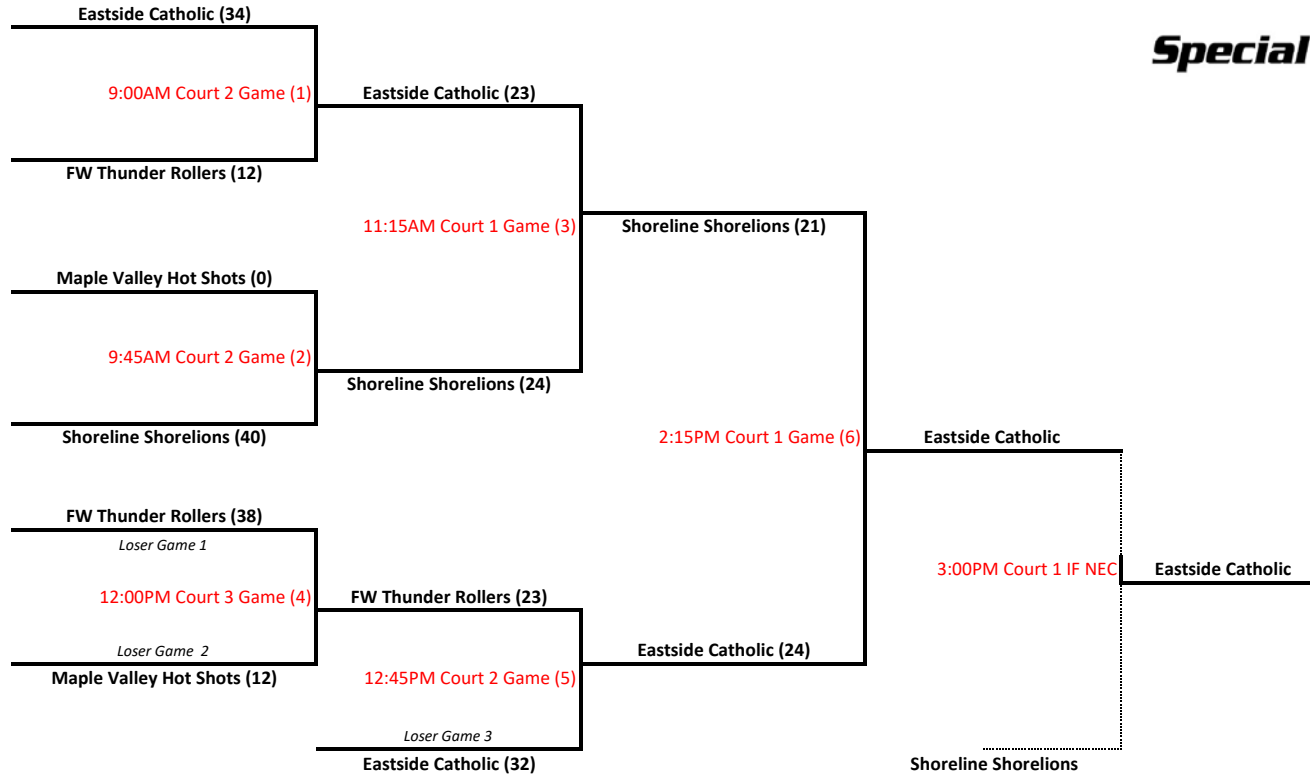 Eastside Catholic (34)
Special
9:00AM Court 2 Game (1)
Eastside Catholic (23)
FW Thunder Rollers (12)
11:15AM Court 1 Game (3)
Shoreline Shorelions (21)
Maple Valley Hot Shots (0)
9:45AM Court 2 Game (2)
Shoreline Shorelions (24)
Shoreline Shorelions (40)
2:15PM Court 1 Game (6)
Eastside Catholic
FW Thunder Rollers (38)
Loser Game 1
3:00PM Court 1 IF NEC
Eastside Catholic
12:00PM Court 3 Game (4)
FW Thunder Rollers (23)
Loser Game 2
Eastside Catholic (24)
Maple Valley Hot Shots (12)
12:45PM Court 2 Game (5)
Loser Game 3
Eastside Catholic (32)
Shoreline Shorelions